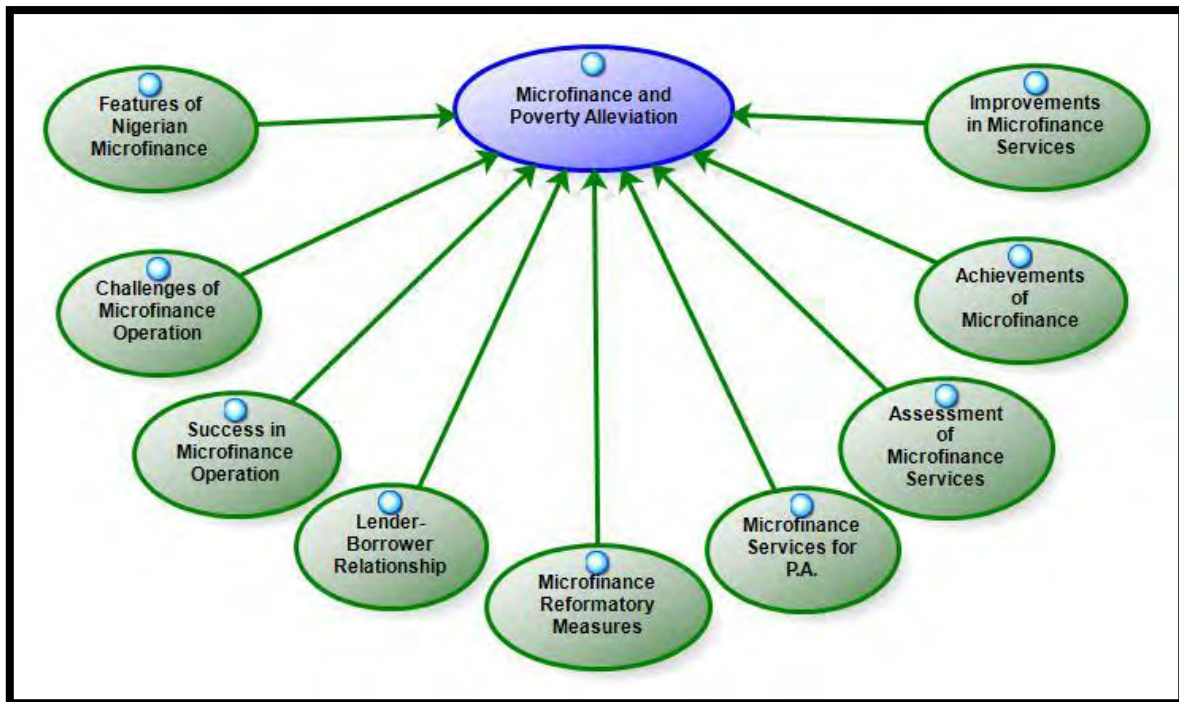 Microfinance and
Poverty Alleviation
Features of
Nigerian
Microfinance
Improvements
in Microfinance
Services
Challenges of
Microfinance
Operation
Achievements
of
Microfinance
Success in
Microfinance
Operation
Assessment
of
Microfinance
Services
Lender-
Borrower
Relationship
Microfinance
Services for
P.A.
Microfinance
Reformatory
Measures